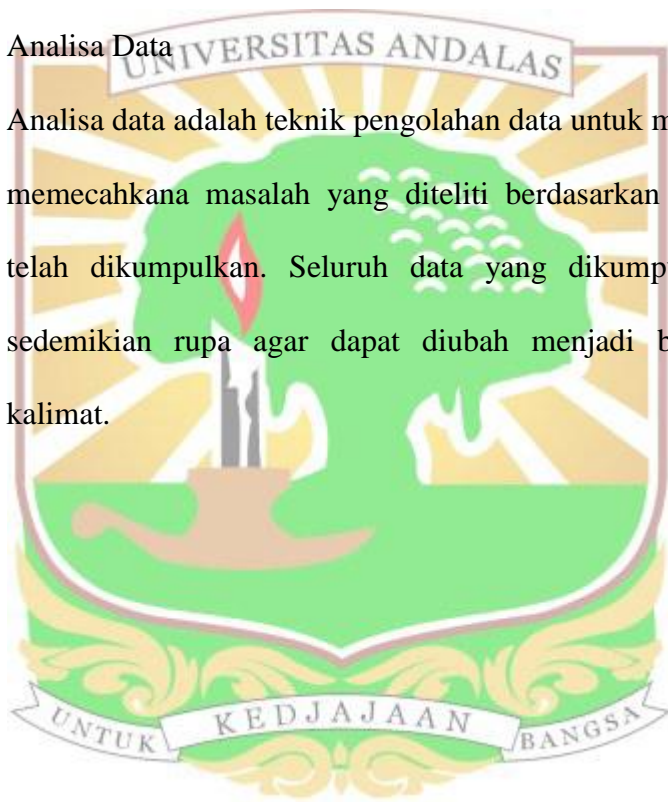 Analisa Data
UNIVERSITAS ANDALAS
Analisa data adalah teknik pengolahan data untuk m
memecahkana masalah yang diteliti berdasarkan
telah dikumpulkan. Seluruh data yang dikumpu
sedemikian rupa agar dapat diubah menjadi b
kalimat.
UNTUK KEDJAJAAN BANGSA